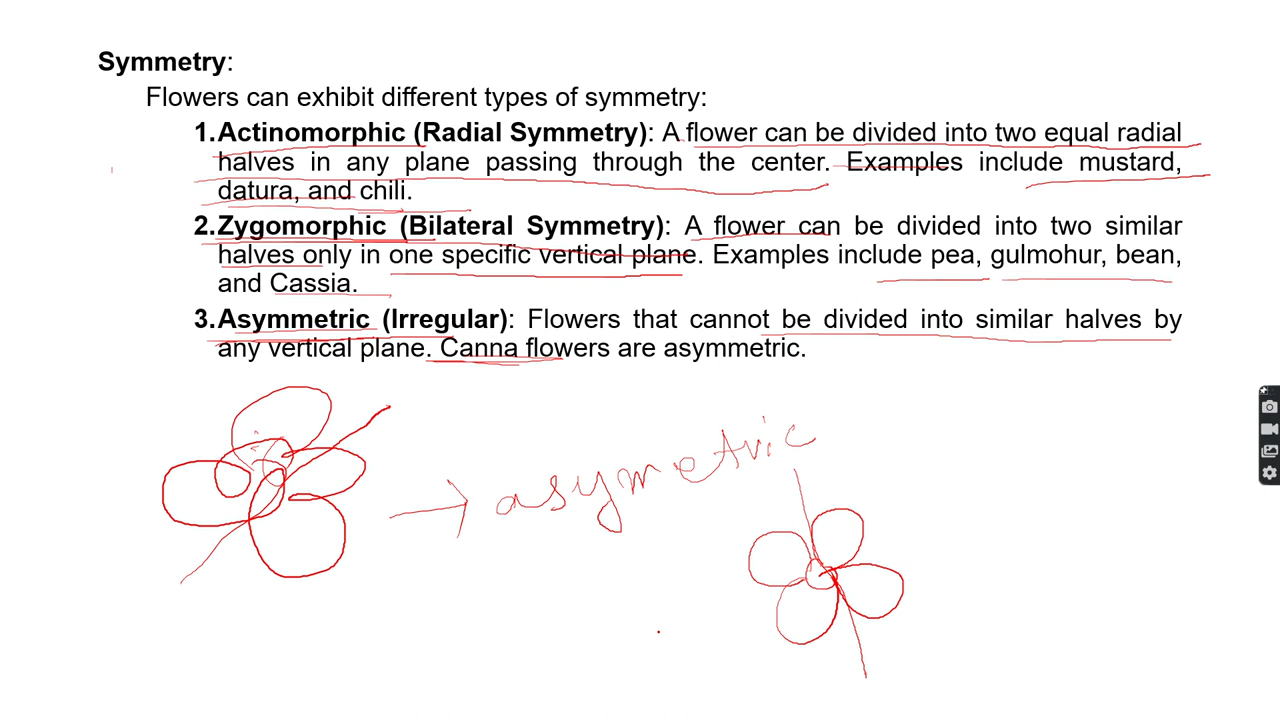 Symmetry:
Flowers can exhibit different types of symmetry:
1.Actinomorphic (Radial Symmetry): A flower can be divided into two equal radial
halves in any plane passing through the center. Examples include mustard,
datura, and chili.
2.Zygomorphic (Bilateral Symmetry): A flower can be divided into two similar
halves only in one specific vertical plane. Examples include pea, gulmohur, bean,
and Cassia.
3.Asymmetric (Irregular): Flowers that cannot be divided into similar halves by
any vertical plane. Canna flowers are asymmetric.
asymetric